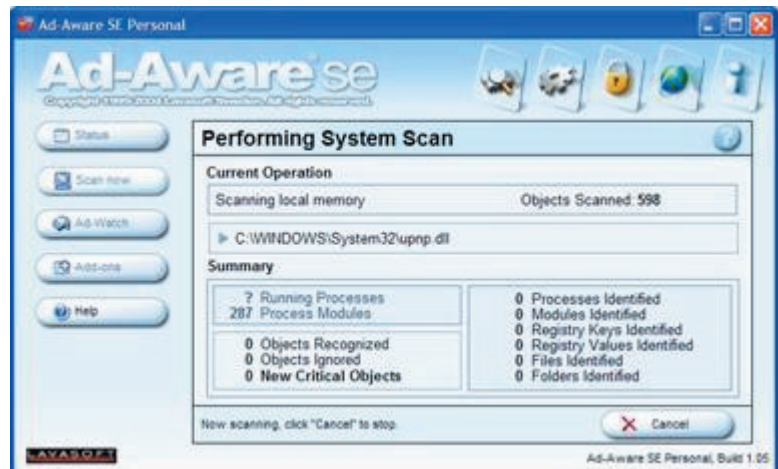 Ad-Aware SE Personal
Ad-Aware se
Status
Scan now
Ad-Watch
Add-ons
Help
Performing System Scan
Current Operation
Scanning local memory
Objects Scanned: 598
C:\WINDOWS\System32\upnp.dll
Summary
? Running Processes
287 Process Modules
0 Objects Recognized
0 Objects Ignored
0 New Critical Objects
0 Processes Identified
0 Modules Identified
0 Registry Keys Identified
0 Registry Values Identified
0 Files Identified
0 Folders Identified
Now scanning, click "Cancel" to stop.
Cancel
LAVASOFT
Ad-Aware SE Personal, Build 1.05